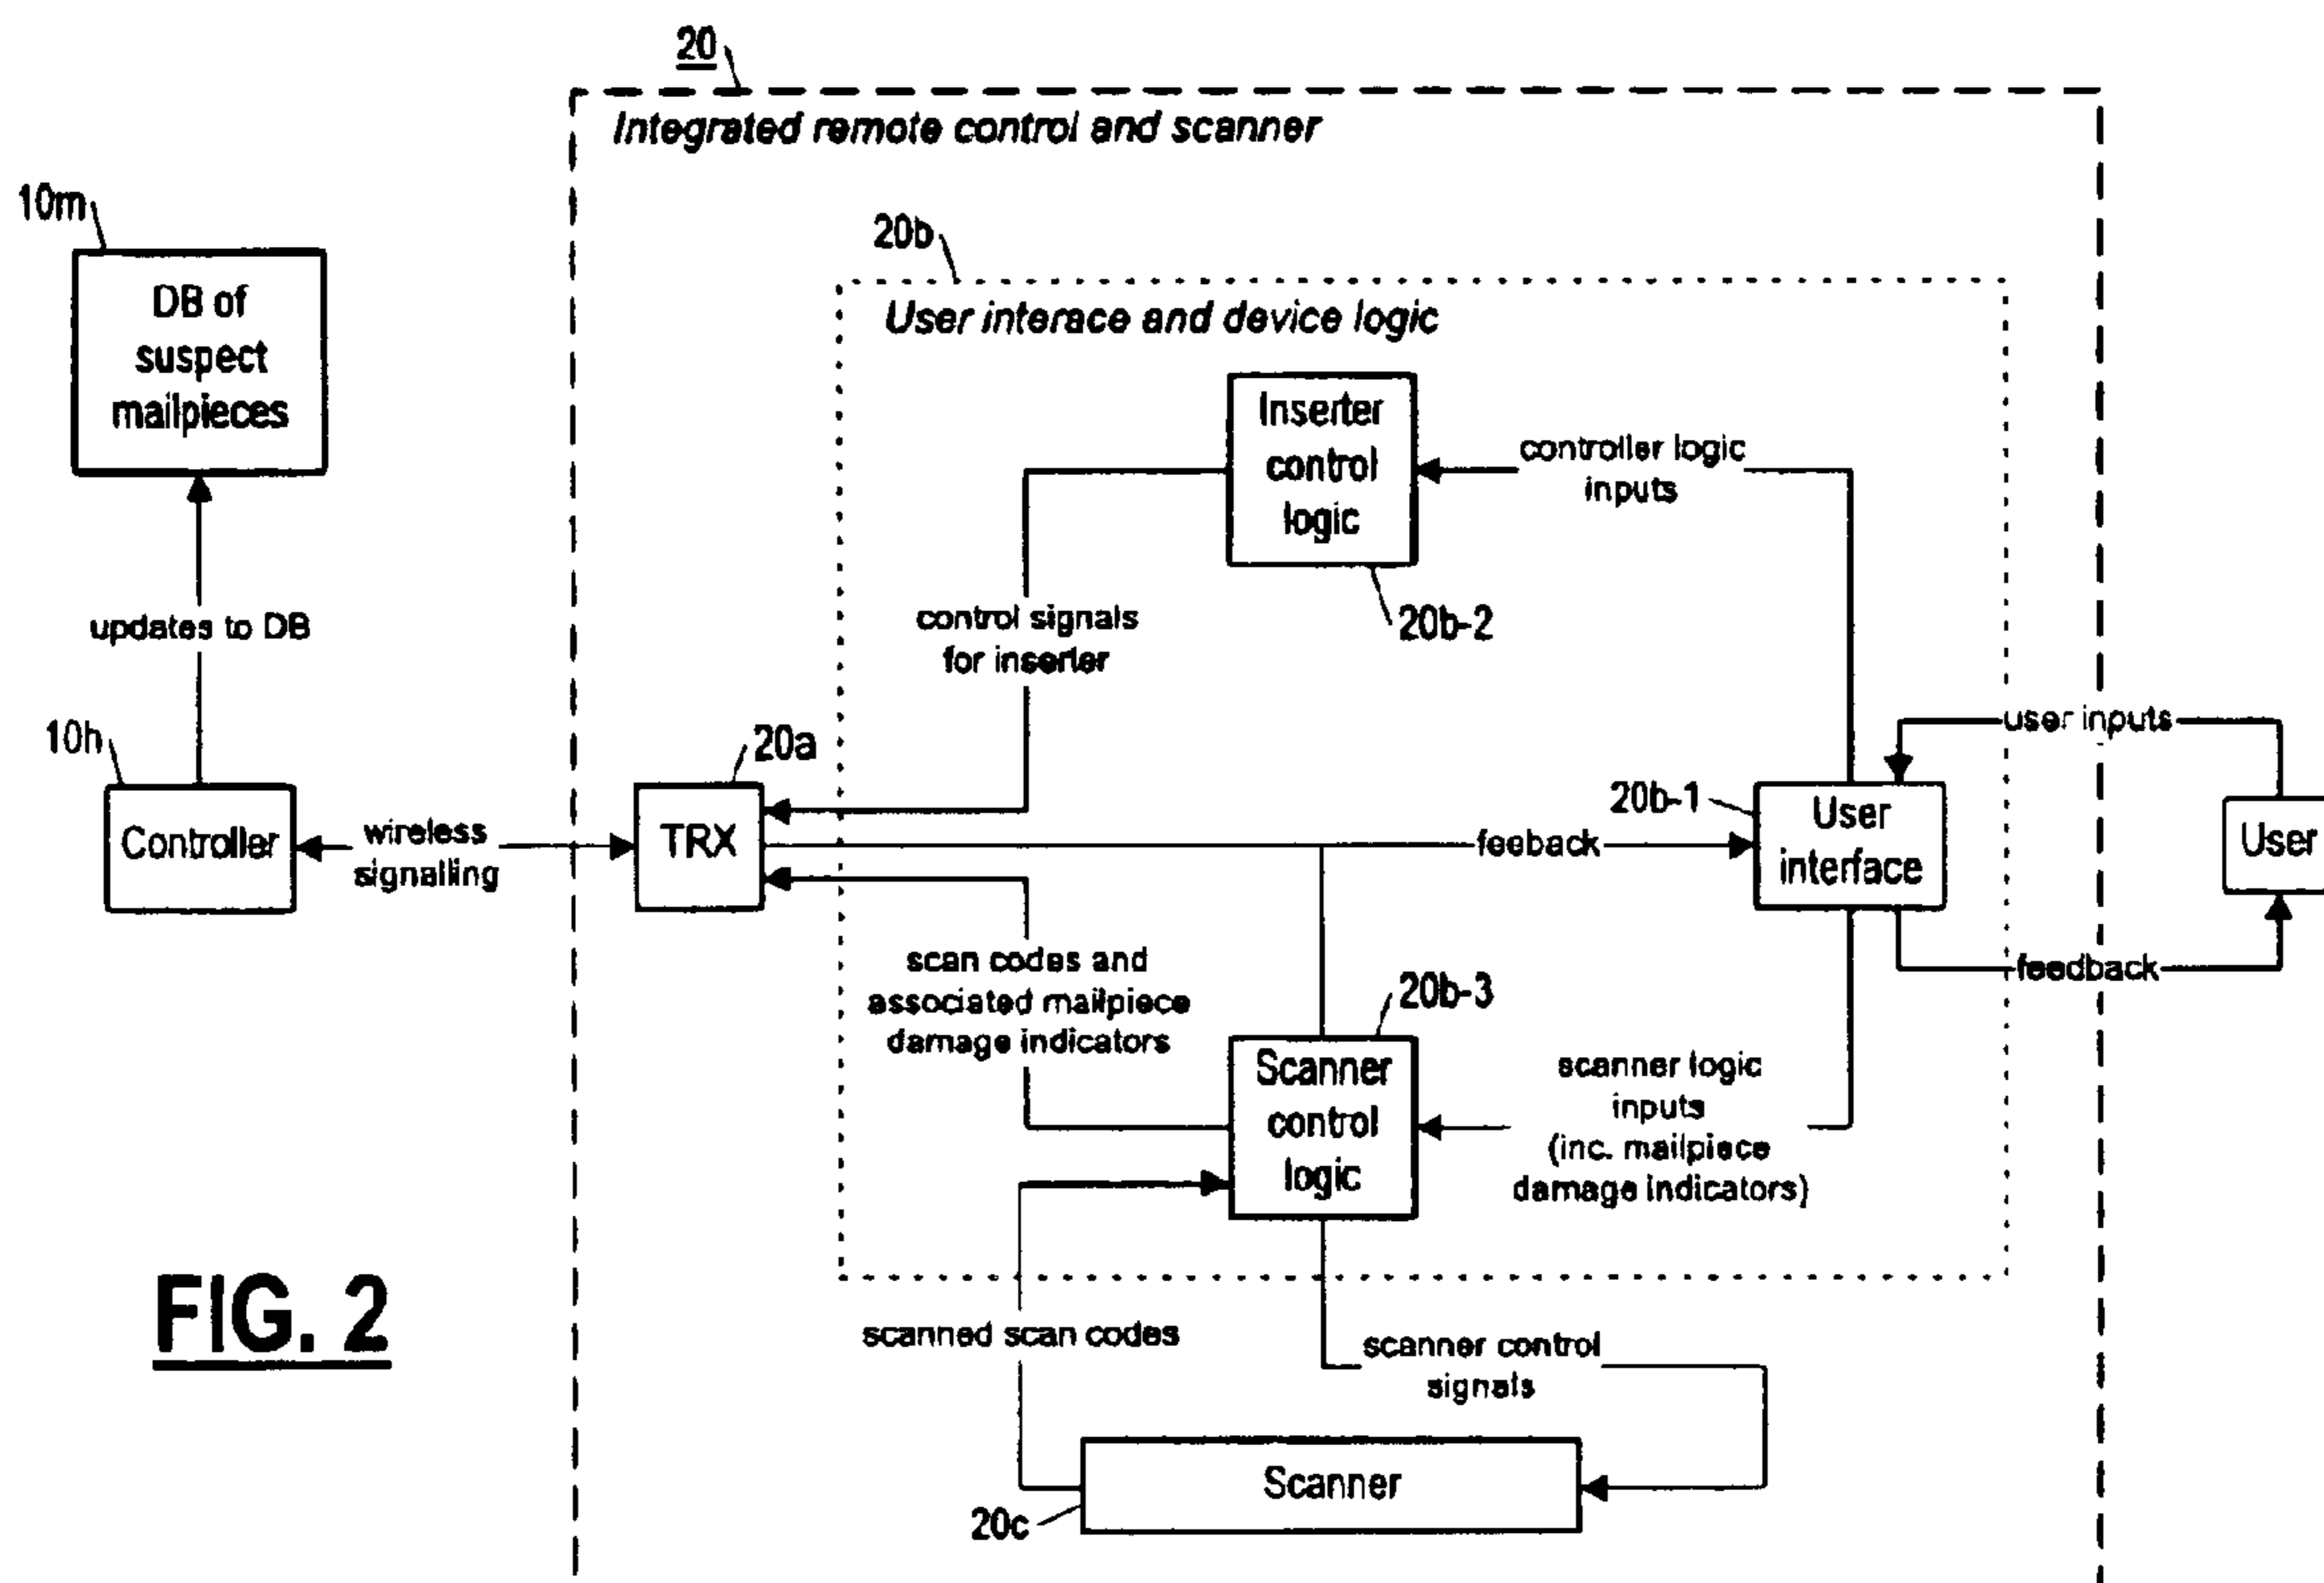 20
Integrated remote control and scanner
10m
DB of
suspect
mailpieces
20b
User interace and device logic
Inserter
control
logic
controller logic
inputs
20b-2
control signals
for inserter
updates to DB
10h
Controller
wireless
signalling
20a
TRX
feeback
20b-1
User
interface
user inputs
User
feedback
scan codes and
associated mailpiece
damage indicators
20b-3
Scanner
control
logic
scanner logic
inputs
(inc. mailpiece
damage indicators)
scanned scan codes
scanner control
signals
Scanner
20c
FIG. 2